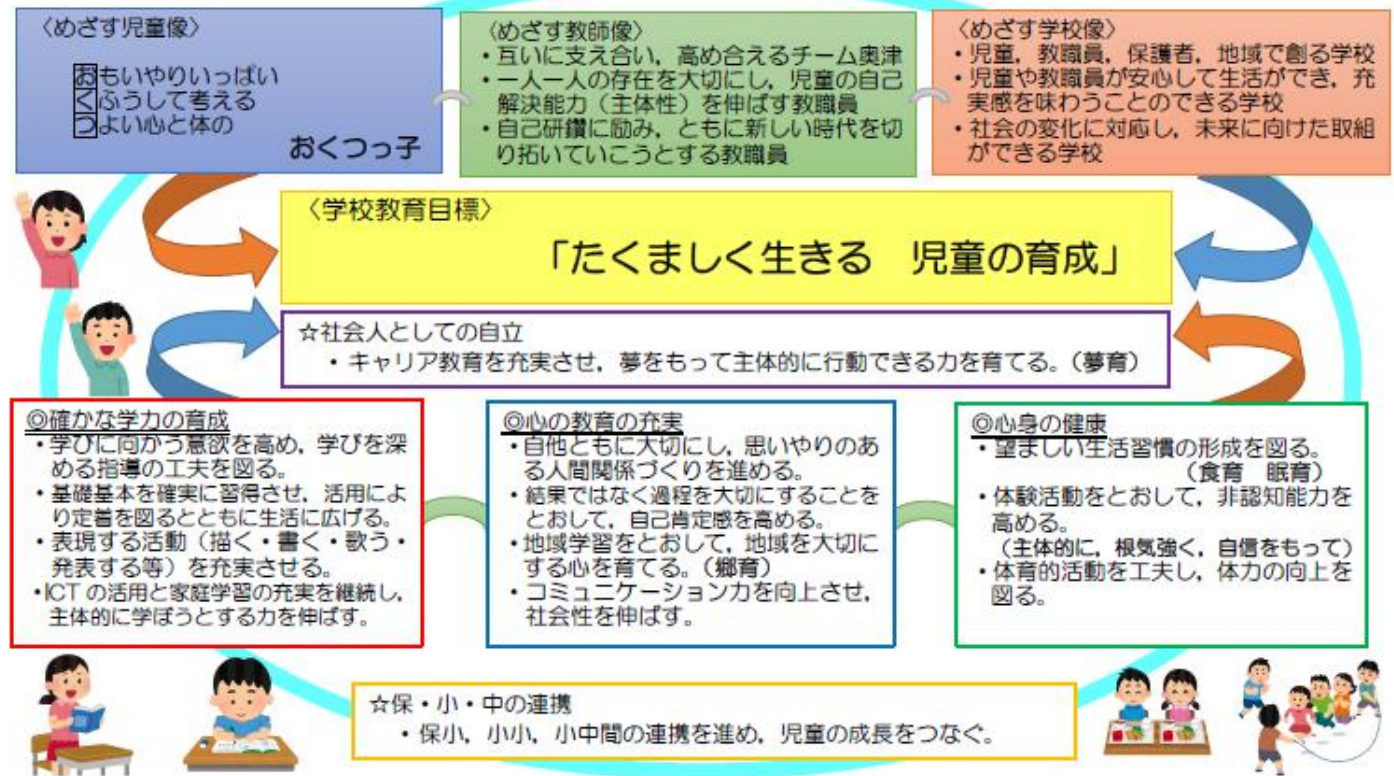 〈めざす児童像〉
おもいやりいっぱい
くふうして考える
つよい心と体の
おくつっ子
〈めざす教師像〉
・互いに支え合い，高め合えるチーム奥津
・一人一人の存在を大切にし，児童の自己
解決能力（主体性）を伸ばす教職員
・自己研鑽に励み，ともに新しい時代を切
り拓いていこうとする教職員
〈めざす学校像〉
・児童，教職員，保護者，地域で創る学校
・児童や教職員が安心して生活ができ，充
実感を味わうことのできる学校
・社会の変化に対応し，未来に向けた取組
ができる学校
〈学校教育目標〉
「たくましく生きる　児童の育成」
☆社会人としての自立
・キャリア教育を充実させ，夢をもって主体的に行動できる力を育てる。（夢育）
◎確かな学力の育成
・学びに向かう意欲を高め，学びを深
める指導の工夫を図る。
・基礎基本を確実に習得させ，活用によ
り定着を図るとともに生活に広げる。
・表現する活動（描く・書く・歌う・
発表する等）を充実させる。
・ICTの活用と家庭学習の充実を継続し，
主体的に学ぼうとする力を伸ばす。
◎心の教育の充実
・自他ともに大切にし，思いやりのあ
る人間関係づくりを進める。
・結果ではなく過程を大切にすることを
とおして，自己肯定感を高める。
・地域学習をとおして，地域を大切に
する心を育てる。（郷育）
・コミュニケーション力を向上させ，
社会性を伸ばす。
◎心身の健康
・望ましい生活習慣の形成を図る。
（食育　眠育）
・体験活動をとおして，非認知能力を
高める。
（主体的に，根気強く，自信をもって）
・体育的活動を工夫し，体力の向上を
図る。
☆保・小・中の連携
・保小，小小，小中間の連携を進め，児童の成長をつなぐ。